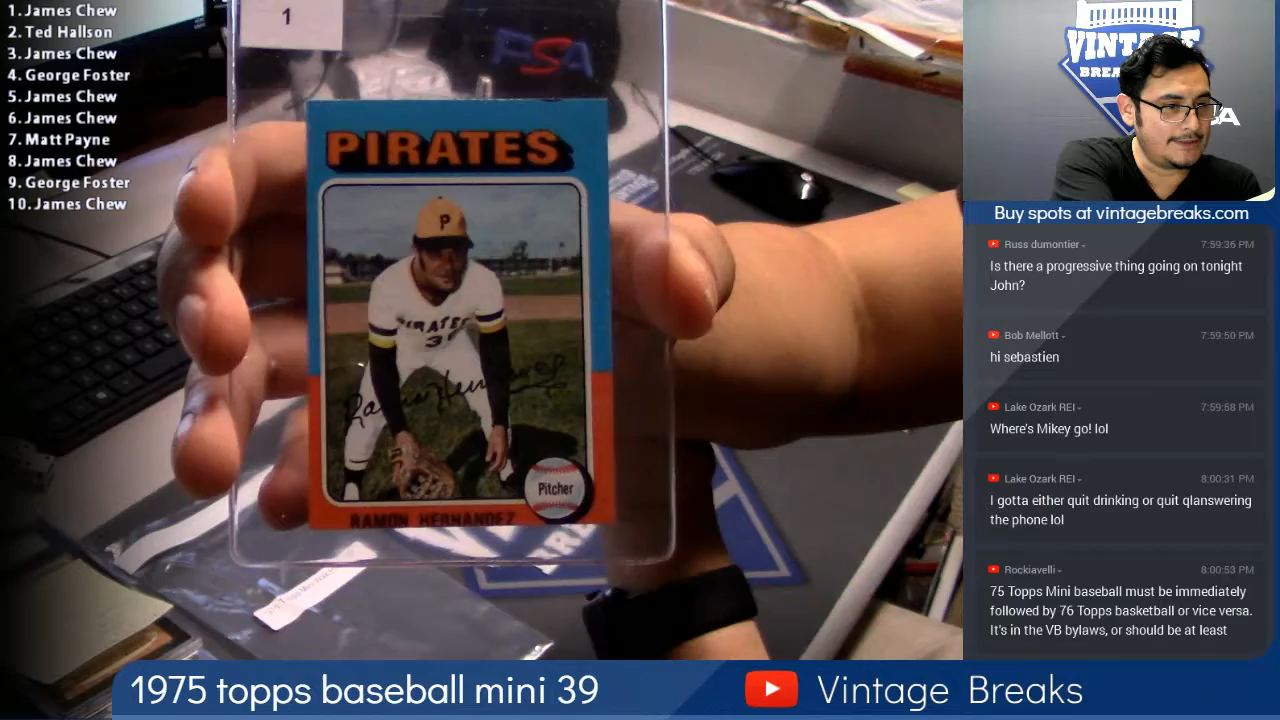 1. James Chew
2. Ted Hallson
3. James Chew
4. George Foster
5. James Chew
6. James Chew
7. Matt Payne
8. James Chew
9. George Foster
10. James Chew
1
PSA
PIRATES
P
PIRATES
Ramon Hernandez
Pitcher
RAMON HERNANDEZ
VINTAGE
Buy spots at vintagebreaks.com
Russ dumontier
7:59:36 PM
Is there a progressive thing going on tonight
John?
Bob Mellott
7:59:50 PM
hi sebastien
Lake Ozark REI
7:59:58 PM
Where's Mikey go! lol
Lake Ozark REI
8:00:31 PM
I gotta either quit drinking or quit qlanswering
the phone lol
Rockiavelli
8:00:53 PM
75 Topps Mini baseball must be immediately
followed by 76 Topps basketball or vice versa.
It's in the VB bylaws, or should be at least
1975 topps baseball mini 39
Vintage Breaks